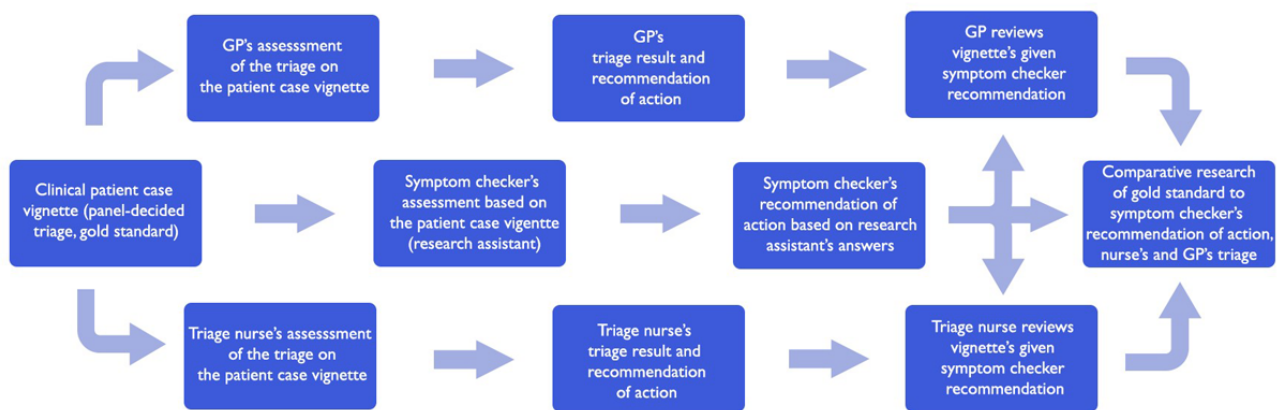 GP's assesssment
of the triage on
the patient case vignette
GP's
triage result and
recommendation
of action
GP reviews
vignette's given
symptom checker
recommendation
Clinical patient case
vignette (panel-decided
triage, gold standard)
Symptom checker's
assessment based on
the patient case vigentte
(research assistant)
Symptom checker's
recommendation of
action based on research
assistant's answers
Comparative research
of gold standard to
symptom checker's
recommendation of action,
nurse's and GP's triage
Triage nurse's assesssment
of the triage on
the patient case vignette
Triage nurse's
triage result and
recommendation
of action
Triage nurse reviews
vignette's given
symptom checker
recommendation